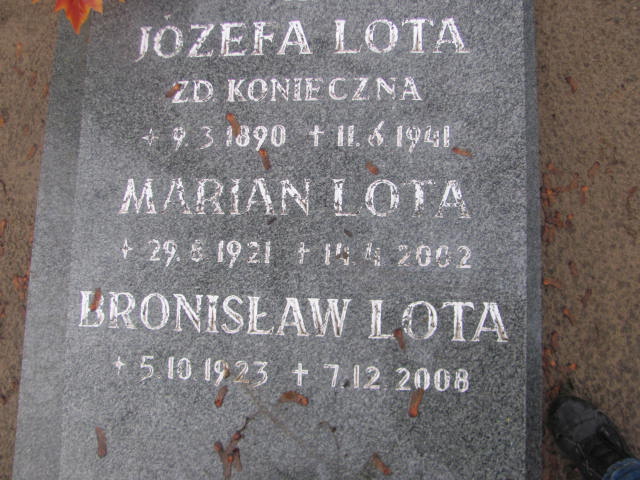 JÓZEFA LOTA
ZD. KONIECZNA
+ 9.3 1890 + 11.6 1941
MARIAN LOTA
+ 29.8 1921 + 14.4 2002
BRONISŁAW LOTA
+ 5.10.1923 + 7.12 2008